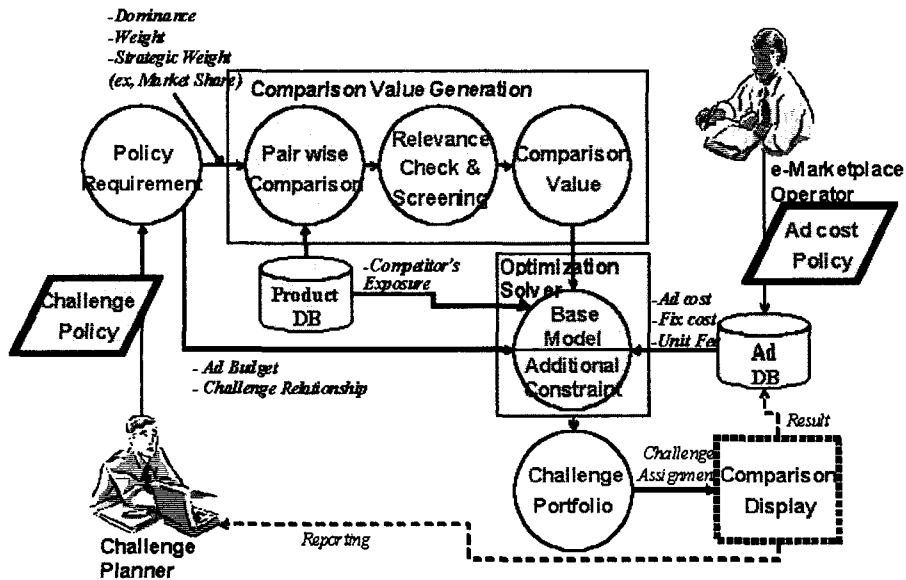 -Dominance
-Weight
-Strategic Weight
(ex, Market Share)
Comparison Value Generation
Policy
Requirement
Pair wise
Comparison
Relevance
Check &
Screening
Comparison
Value
e-Marketplace
Operator
Ad cost
Policy
Challenge
Policy
Product
DB
-Competitor's
Exposure
Optimization
Solver
Base
Model
Additional
Constraint
-Ad cost
-Fix cost
-Unit Fee
Ad
DB
- Ad Budget
- Challenge Relationship
Result
Challenge
Portfolio
Challenge
Assignment
Comparison
Display
Reporting
Challenge
Planner